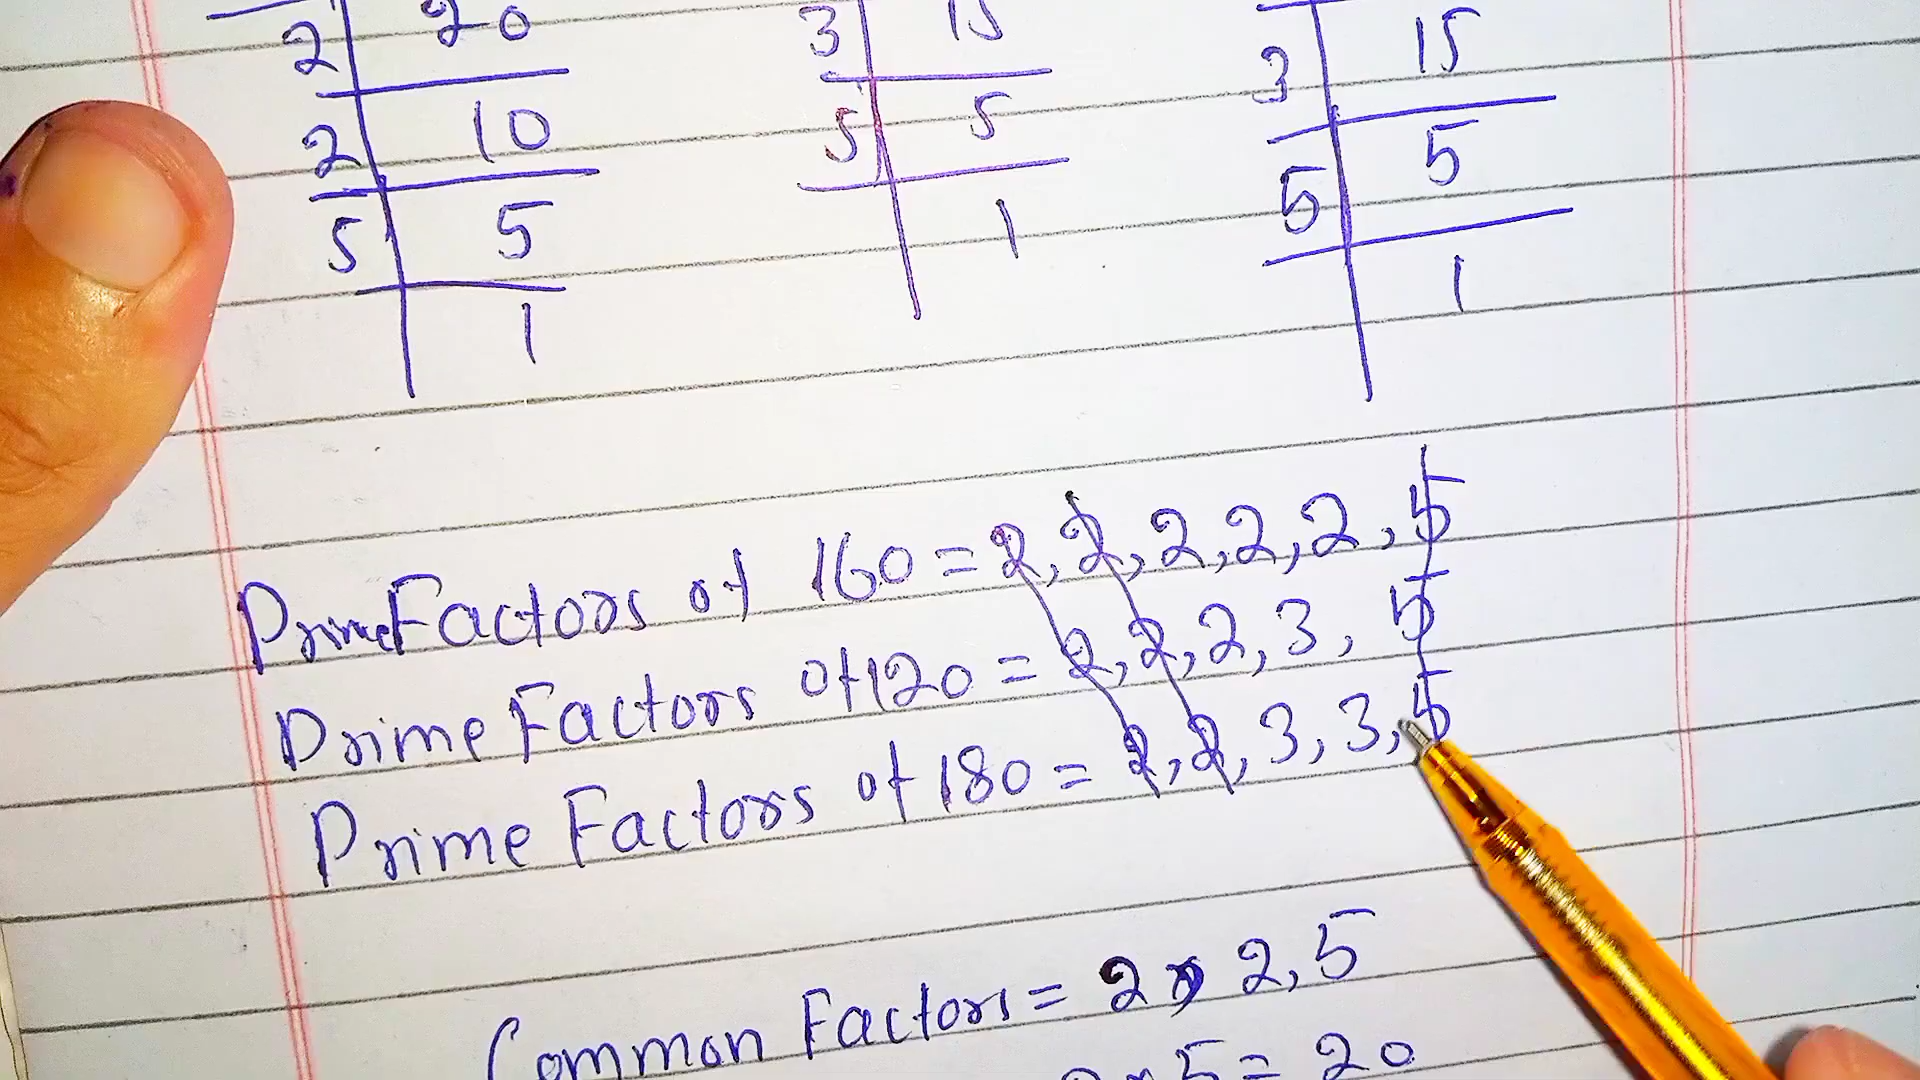 2 20 3 15 3 15
2 10 5 5 5 5
5 5 1 1
1
Prime Factors of 160 = 2, 2, 2, 2, 2, 5
Prime Factors of 120 = 2, 2, 2, 3, 5
Prime Factors of 180 = 2, 2, 3, 3, 5
Common Factors = 2, 2, 5
5 = 20